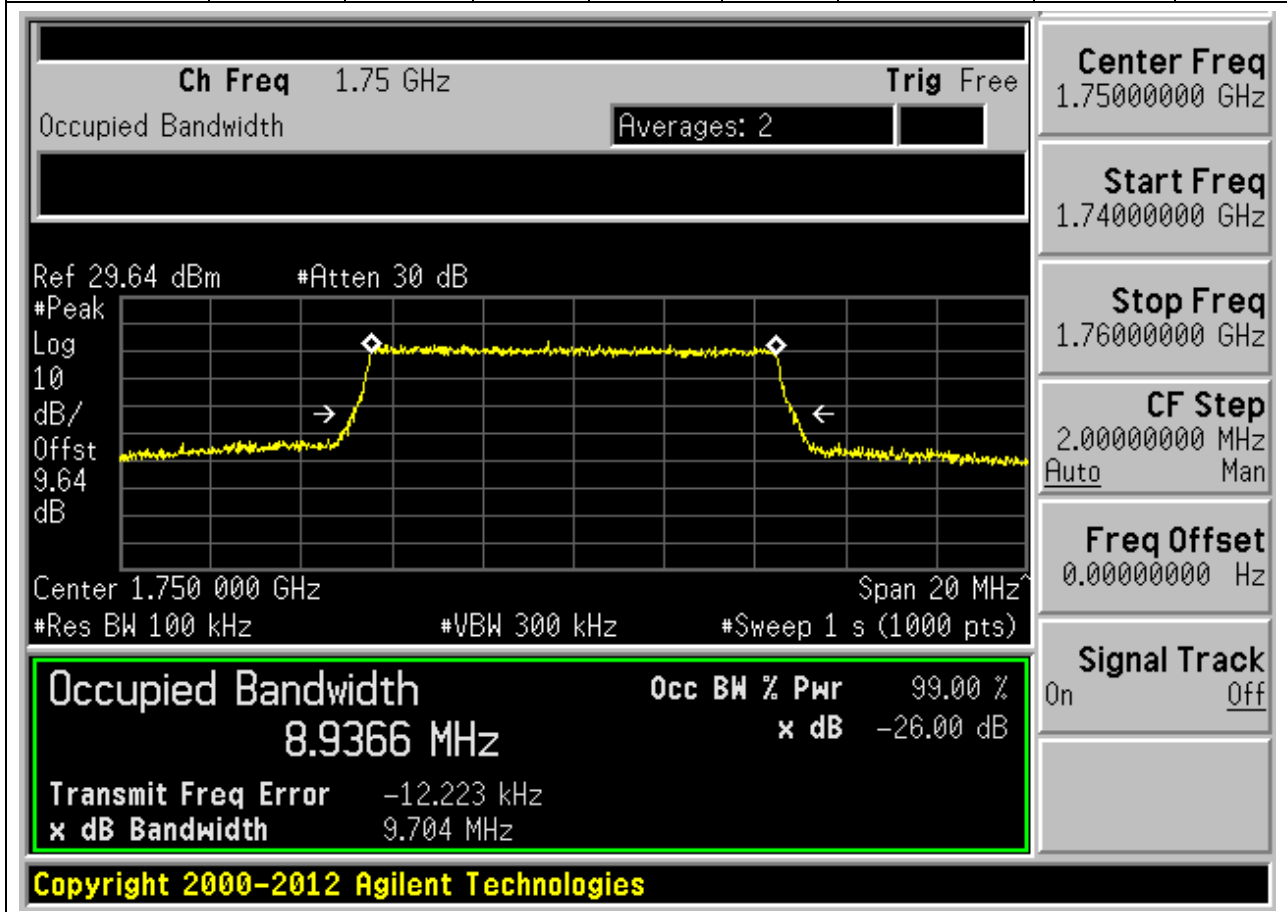 Ch Freq 1.75 GHz Trig Free
Occupied Bandwidth Averages: 2
Ref 29.64 dBm #Atten 30 dB
#Peak
Log
10
dB/
Offst
9.64
dB
Center 1.750 000 GHz Span 20 MHz^
#Res BW 100 kHz #VBW 300 kHz #Sweep 1 s (1000 pts)
Occupied Bandwidth Occ BW % Pwr 99.00 %
8.9366 MHz x dB -26.00 dB
Transmit Freq Error -12.223 kHz
x dB Bandwidth 9.704 MHz
Copyright 2000-2012 Agilent Technologies
Center Freq
1.75000000 GHz
Start Freq
1.74000000 GHz
Stop Freq
1.76000000 GHz
CF Step
2.00000000 MHz
Auto Man
Freq Offset
0.00000000 Hz
Signal Track
On Off